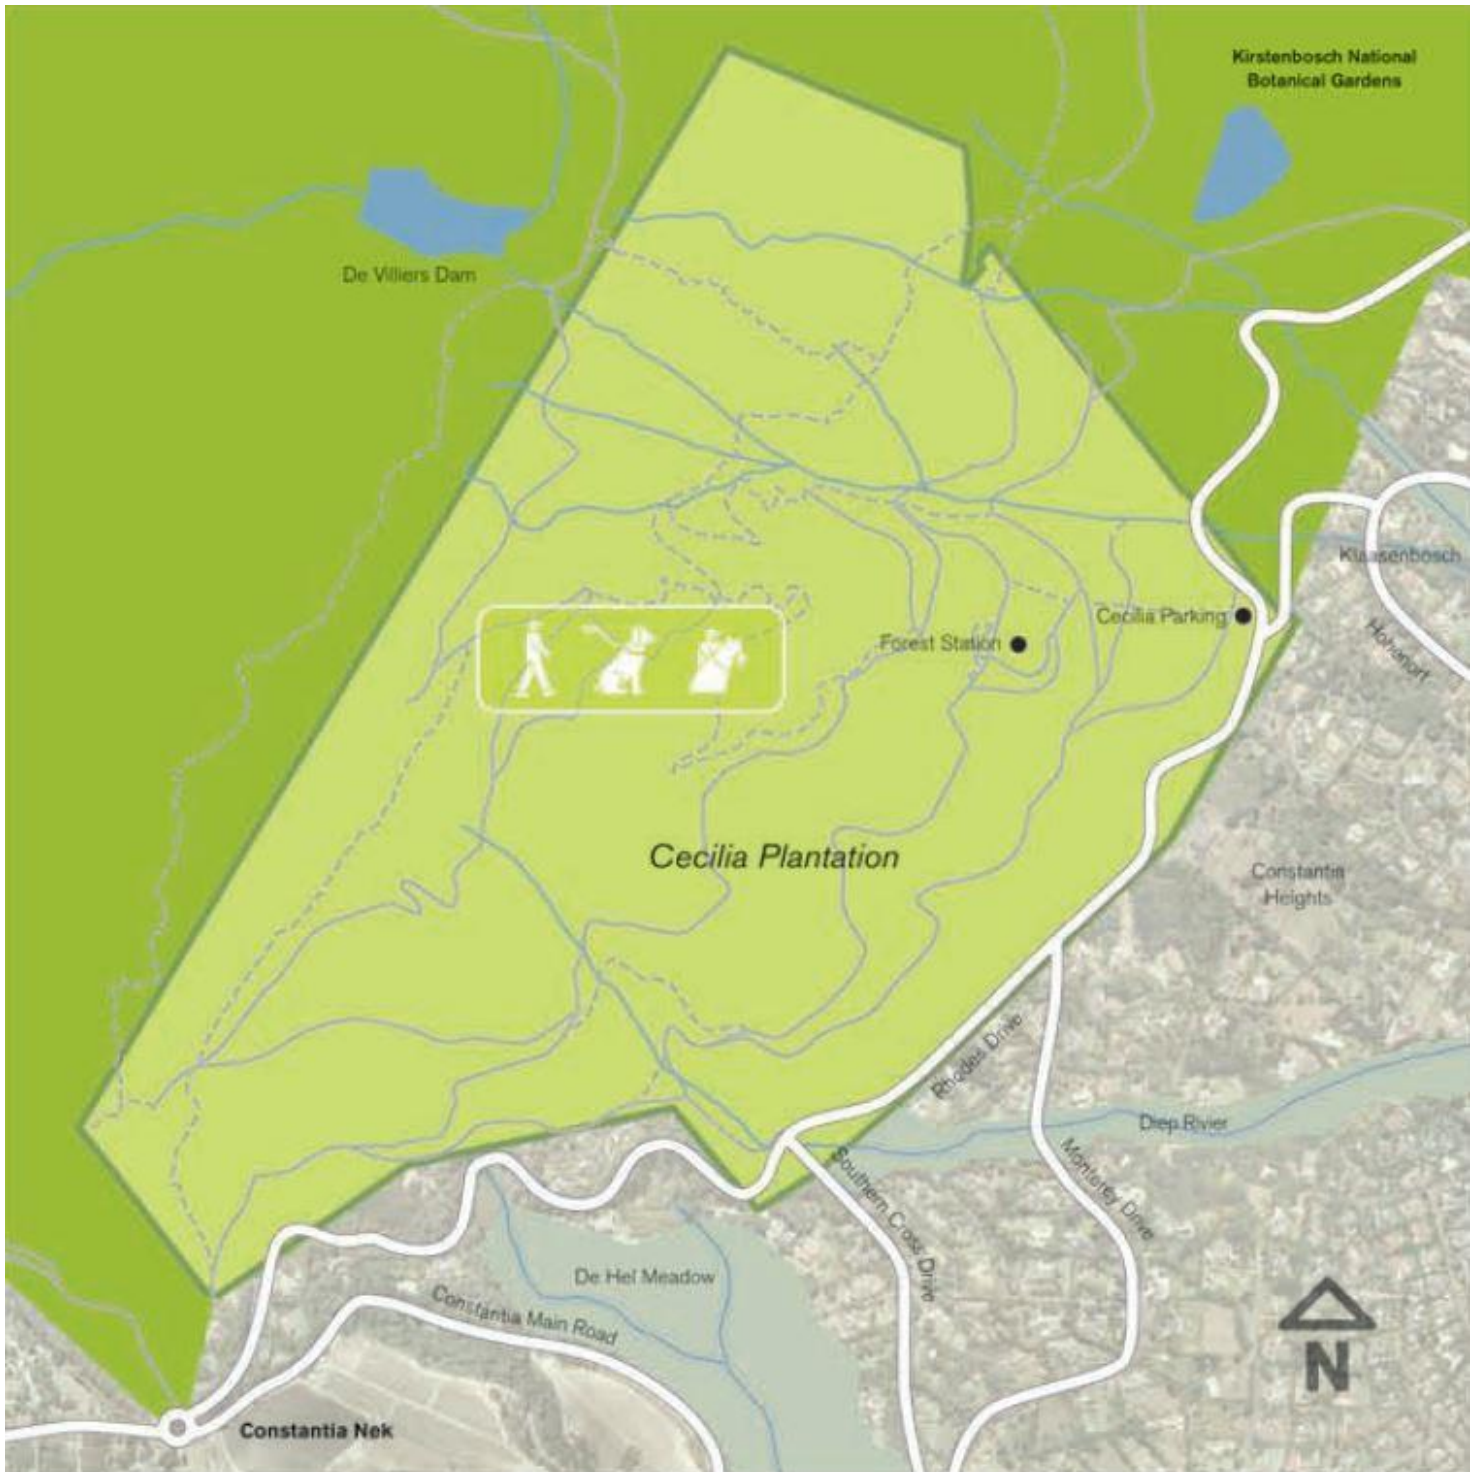 Kirstenbosch National
Botanical Gardens
De Villiers Dam
Klaasenbosch
Cecilia Parking
Forest Station
Hohenort
Cecilia Plantation
Constantia
Heights
Rhodes Drive
Diep Rivier
Southern Cross Drive
Monterey Drive
De Hel Meadow
Constantia Main Road
N
Constantia Nek